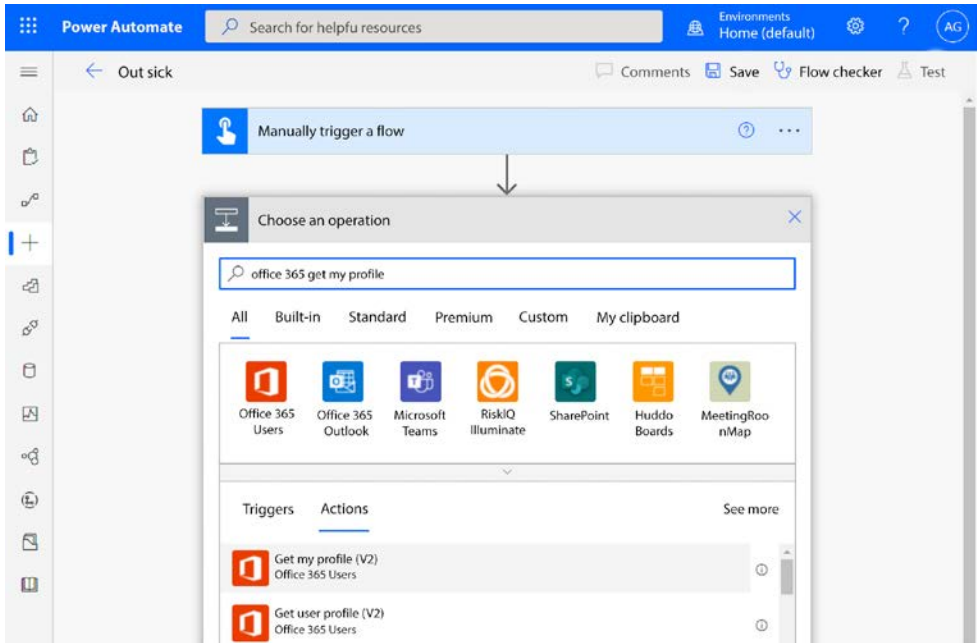 Power Automate
Search for helpfu resources
Environments
Home (default)
?
AG
Out sick
Comments
Save
Flow checker
Test
Manually trigger a flow
Choose an operation
office 365 get my profile
All Built-in Standard Premium Custom My clipboard
Office 365
Users
Office 365
Outlook
Microsoft
Teams
RiskIQ
Illuminate
SharePoint
Huddo
Boards
MeetingRoo
nMap
Triggers Actions See more
Get my profile (V2)
Office 365 Users
Get user profile (V2)
Office 365 Users